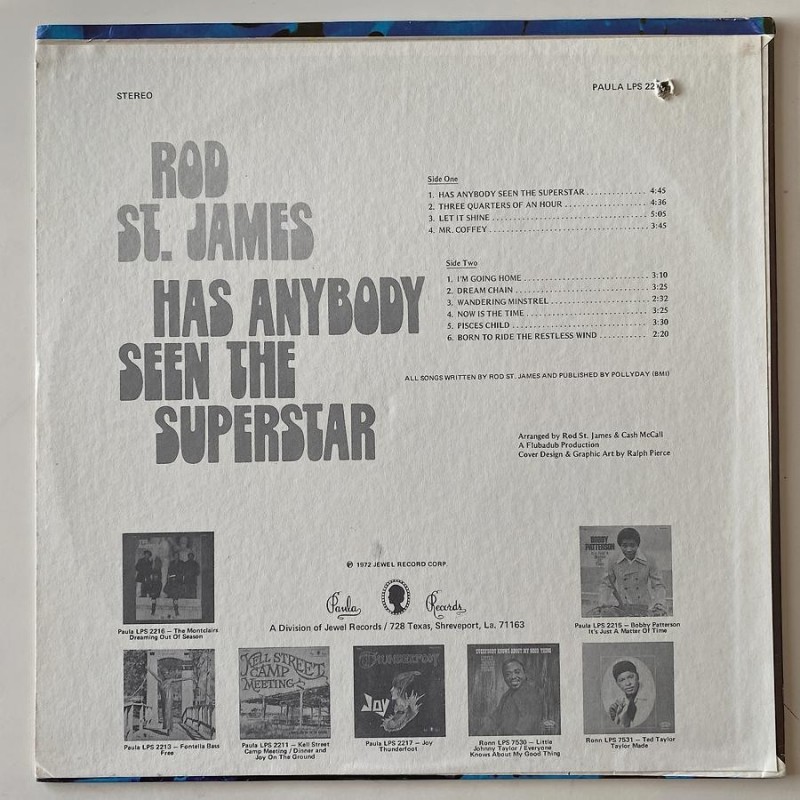 STEREO
PAULA LPS 22
ROD
ST. JAMES
HAS ANYBODY
SEEN THE
SUPERSTAR
Side One
1. HAS ANYBODY SEEN THE SUPERSTAR ............ 4:45
2. THREE QUARTERS OF AN HOUR ................ 4:36
3. LET IT SHINE ................................ 5:05
4. MR. COFFEY ................................ 3:45
Side Two
1. I'M GOING HOME ........................ 3:10
2. DREAM CHAIN ........................ 3:25
3. WANDERING MINSTREL .................. 2:32
4. NOW IS THE TIME ...................... 3:25
5. PISCES CHILD ........................ 3:30
6. BORN TO RIDE THE RESTLESS WIND .......... 2:20
ALL SONGS WRITTEN BY ROD ST. JAMES AND PUBLISHED BY POLLYDAY (BMI)
Arranged by Rod St. James & Cash McCall
A Flubadub Production
Cover Design & Graphic Art by Ralph Pierce
℗ 1972 JEWEL RECORD CORP.
Paula Records
A Division of Jewel Records / 728 Texas, Shreveport, La. 71163
BOBBY
PATTERSON
Paula LPS 2216 – The Montclairs
Dreaming Out Of Season
Paula LPS 2215 – Bobby Patterson
It's Just A Matter Of Time
KELL STREET
CAMP
MEETING
THUNDERFOOT
JOY
EVERYBODY KNOWS ABOUT MY GOOD THING
Paula LPS 2213 – Fontella Bass
Free
Paula LPS 2211 – Kell Street
Camp Meeting / Dinner and
Joy On The Ground
Paula LPS 2217 – Joy
Thunderfoot
Ronn LPS 7530 – Little
Johnny Taylor / Everyone
Knows About My Good Thing
Ronn LPS 7531 – Ted Taylor
Taylor Made